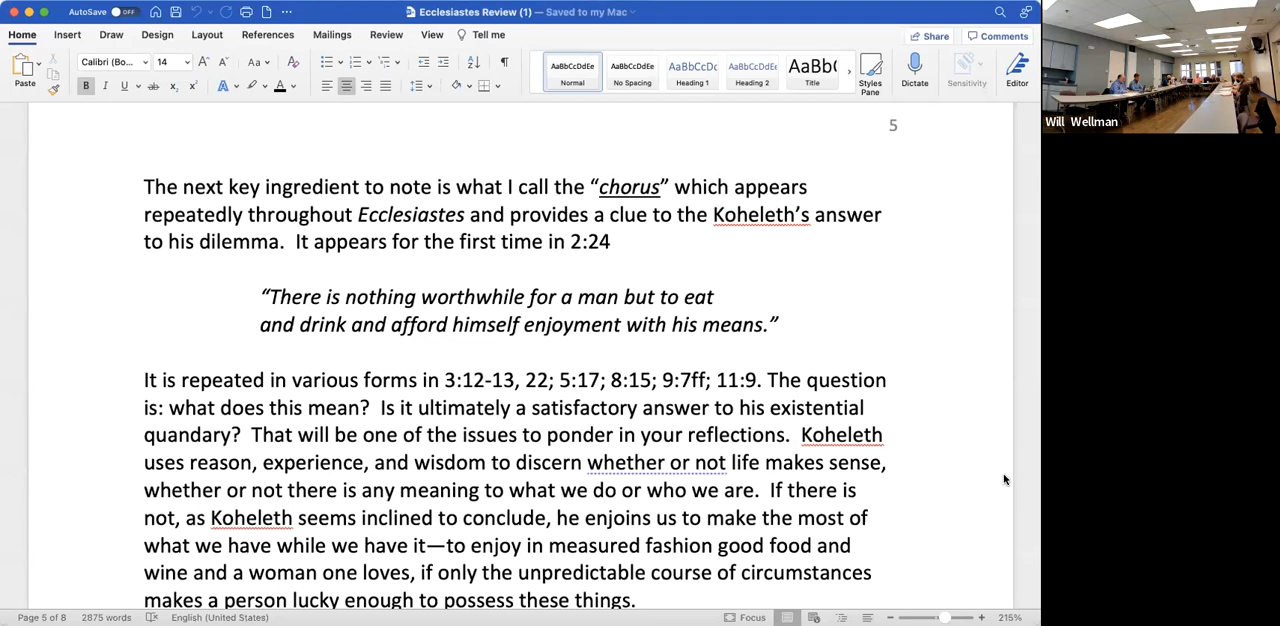 AutoSave OFF
Ecclesiastes Review (1) — Saved to my Mac
Home Insert Draw Design Layout References Mailings Review View Tell me
Share Comments
Paste
Calibri (Bo... 14
Normal No Spacing Heading 1 Heading 2 Title
Styles Pane
Dictate
Sensitivity
Editor
Will Wellman
5
The next key ingredient to note is what I call the “chorus” which appears
repeatedly throughout Ecclesiastes and provides a clue to the Koheleth’s answer
to his dilemma. It appears for the first time in 2:24
“There is nothing worthwhile for a man but to eat
and drink and afford himself enjoyment with his means.”
It is repeated in various forms in 3:12-13, 22; 5:17; 8:15; 9:7ff; 11:9. The question
is: what does this mean? Is it ultimately a satisfactory answer to his existential
quandary? That will be one of the issues to ponder in your reflections. Koheleth
uses reason, experience, and wisdom to discern whether or not life makes sense,
whether or not there is any meaning to what we do or who we are. If there is
not, as Koheleth seems inclined to conclude, he enjoins us to make the most of
what we have while we have it—to enjoy in measured fashion good food and
wine and a woman one loves, if only the unpredictable course of circumstances
makes a person lucky enough to possess these things.
Page 5 of 8 2875 words English (United States) Focus 215%